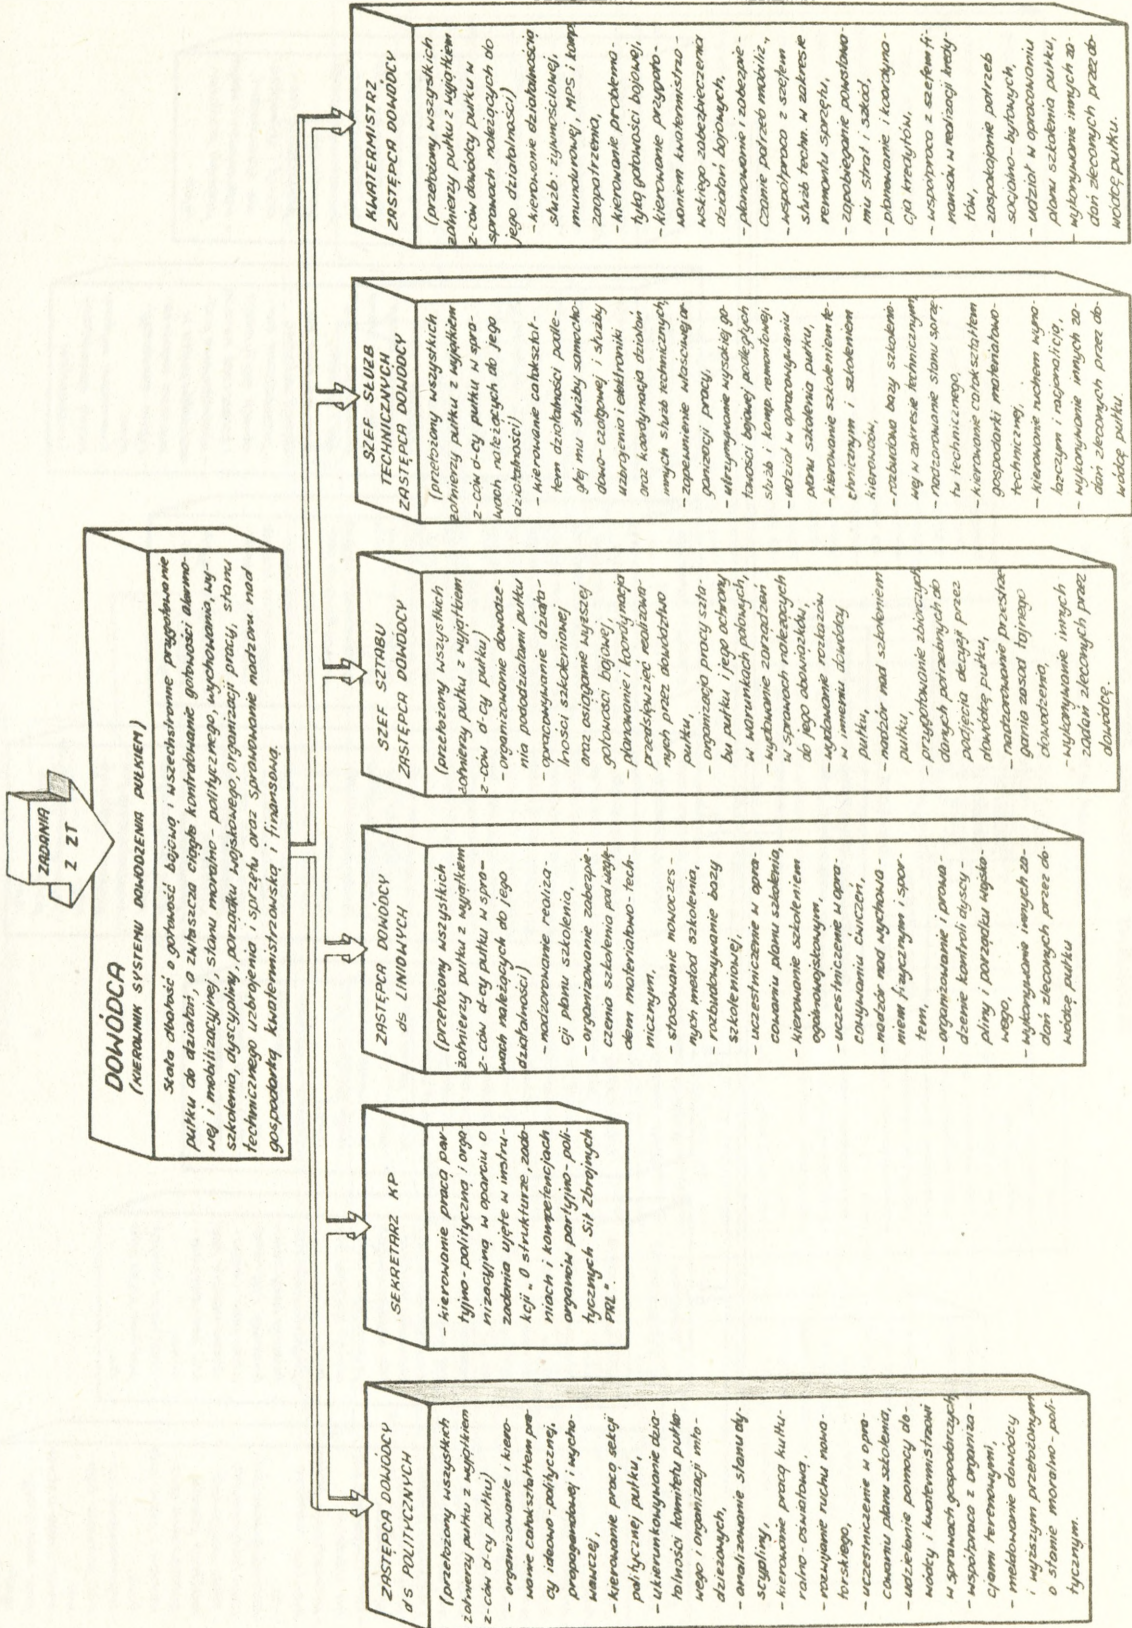 ZADANIA
Z ZT
DOWÓDCA
(KIEROWNIK SYSTEMU DOWODZENIA PUŁKIEM)
Stała dbałość o gotowość bojową i wszechstronne przygotowanie
pułku do działań, a zwłaszcza ciągłe kontrolowanie gotowości alarmo-
wej i mobilizacyjnej, stanu moralno-politycznego, wychowania, wy-
szkolenia, dyscypliny, porządku wojskowego, organizacji pracy, stanu
technicznego uzbrojenia i sprzętu oraz sprawowanie nadzoru nad
gospodarką kwatermistrzowską i finansową.
ZASTĘPCA DOWÓDCY
ds POLITYCZNYCH
(przełożony wszystkich
żołnierzy pułku z wyjątkiem
z-ców d-cy pułku)
- organizowanie i kiero-
wanie całokształtem pra-
cy ideowo-politycznej,
propagandowej i wycho-
wawczej,
- kierowanie pracą sekcji
politycznej pułku,
- ukierunkowywanie dzia-
łalności komitetu pułko-
wego i organizacji mło-
dzieżowych,
- analizowanie stanu dy-
scypliny,
- kierowanie pracą kultu-
ralno-oświatową,
- rozwijanie ruchu nowa-
torskiego,
- uczestniczenie w opra-
cowaniu planu szkolenia,
- udzielanie pomocy do-
wódcy i kwatermistrzowi
w sprawach gospodarczych,
- współpraca z organiza-
cjami terenowymi,
- meldowanie dowódcy
i wyższym przełożonym
o stanie moralno-poli-
tycznym.
SEKRETARZ KP
- kierowanie pracą par-
tyjno-polityczną i orga-
nizacyjną w oparciu o
zadania ujęte w instru-
kcji „O strukturze, zada-
niach i kompetencjach
organów partyjno-poli-
tycznych Sił Zbrojnych
PRL".
ZASTĘPCA DOWÓDCY
ds LINIOWYCH
(przełożony wszystkich
żołnierzy pułku z wyjątkiem
z-ców d-cy pułku w spra-
wach należących do jego
działalności)
- nadzorowanie realiza-
cji planu szkolenia,
- organizowanie zabezpie-
czenia szkolenia pod wzglę-
dem materiałowo-tech-
nicznym,
- stosowanie nowoczes-
nych metod szkolenia,
- rozbudowywanie bazy
szkoleniowej,
- uczestniczenie w opra-
cowaniu planu szkolenia,
- kierowanie szkoleniem
ogólnowojskowym,
- uczestniczenie w opra-
cowywaniu ćwiczeń,
- nadzór nad wychowa-
niem fizycznym i spor-
tem,
- organizowanie i prowa-
dzenie kontroli dyscy-
pliny i porządku wojsko-
wego,
- wykonywanie innych za-
dań zleconych przez do-
wódcę pułku
SZEF SZTABU
ZASTĘPCA DOWÓDCY
(przełożony wszystkich
żołnierzy pułku z wyjątkiem
z-ców d-cy pułku)
- organizowanie dowodze-
nia pododdziałami pułku
- opracowywanie działa-
lności szkoleniowej
oraz osiąganie wyższej
gotowości bojowej,
- planowanie i koordynacja
przedsięwzięć realizowa-
nych przez dowództwo
pułku,
- organizacja pracy szta-
bu pułku i jego ochrony
w warunkach polowych,
- wydawanie zarządzeń
w sprawach należących
do jego obowiązków,
- wydawanie rozkazów
w imieniu dowódcy
pułku,
- nadzór nad szkoleniem
pułku,
- przygotowanie zbiorczych
danych potrzebnych do
podjęcia decyzji przez
dowódcę pułku,
- nadzorowanie przestrze-
gania zasad tajnego
dowodzenia,
- wykonywanie innych
zadań zleconych przez
dowódcę.
SZEF SŁUŻB
TECHNICZNYCH
ZASTĘPCA DOWÓDCY
(przełożony wszystkich
żołnierzy pułku z wyjątkiem
z-ców d-cy pułku w spra-
wach należących do jego
działalności)
- kierowanie całokształ-
tem działalności podle-
głej mu służby samocho-
dowo-czołgowej i służby
uzbrojenia i elektroniki
oraz koordynacja działań
innych służb technicznych,
- zapewnienie właściwej or-
ganizacji pracy,
- utrzymywanie wysokiej go-
towości bojowej podległych
służb i komp. remontowej
- udział w opracowywaniu
planu szkolenia pułku,
- kierowanie szkoleniem te-
chnicznym i szkoleniem
kierowców,
- rozbudowa bazy szkolenio-
wej w zakresie technicznym,
- nadzorowanie stanu sprzę-
tu technicznego,
- kierowanie całokształtem
gospodarki materiałowo-
technicznej,
- kierowanie ruchem wyna-
lazczym i racjonalizacją,
- wykonywanie innych za-
dań zleconych przez do-
wódcę pułku.
KWATERMISTRZ
ZASTĘPCA DOWÓDCY
(przełożony wszystkich
żołnierzy pułku z wyjątkiem
z-ców dowódcy pułku w
sprawach należących do
jego działalności)
- kierowanie działalnością
służb: żywnościowej,
mundurowej, MPS i komp.
zaopatrzenia,
- kierowanie problema-
tyką gotowości bojowej,
- kierowanie przygoto-
waniem kwatermistrzo-
wskiego zabezpieczenia
działań bojowych,
- planowanie i zabezpie-
czanie potrzeb mobiliz.,
- współpraca z szefem
służb techn. w zakresie
remontu sprzętu,
- zapobieganie powstawa-
niu strat i szkód,
- planowanie i koordyna-
cja kredytów,
- współpraca z szefem fi-
nansów w realizacji kredy-
tów,
- zaspokajanie potrzeb
socjalno-bytowych,
- udział w opracowaniu
planu szkolenia pułku,
- wykonywanie innych za-
dań zleconych przez do-
wódcę pułku.